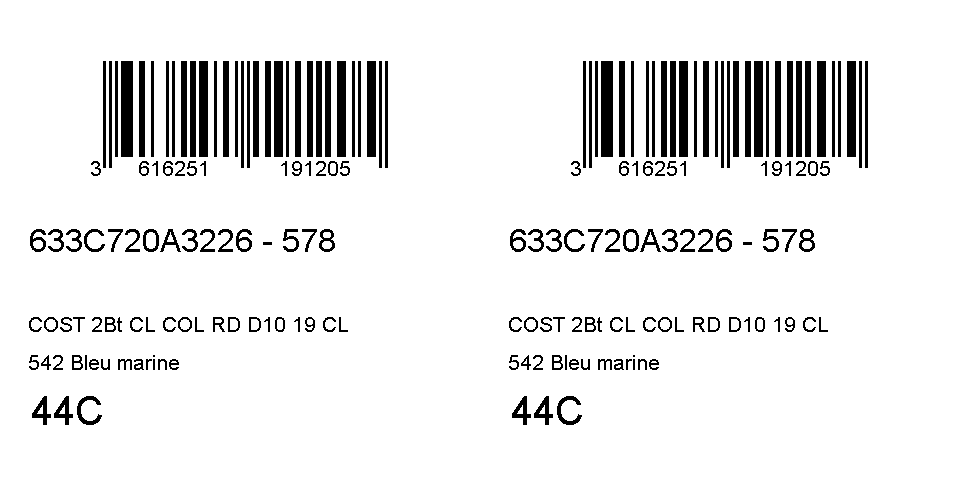 3 616251 191205
633C720A3226 - 578
COST 2Bt CL COL RD D10 19 CL
542 Bleu marine
44C
3 616251 191205
633C720A3226 - 578
COST 2Bt CL COL RD D10 19 CL
542 Bleu marine
44C